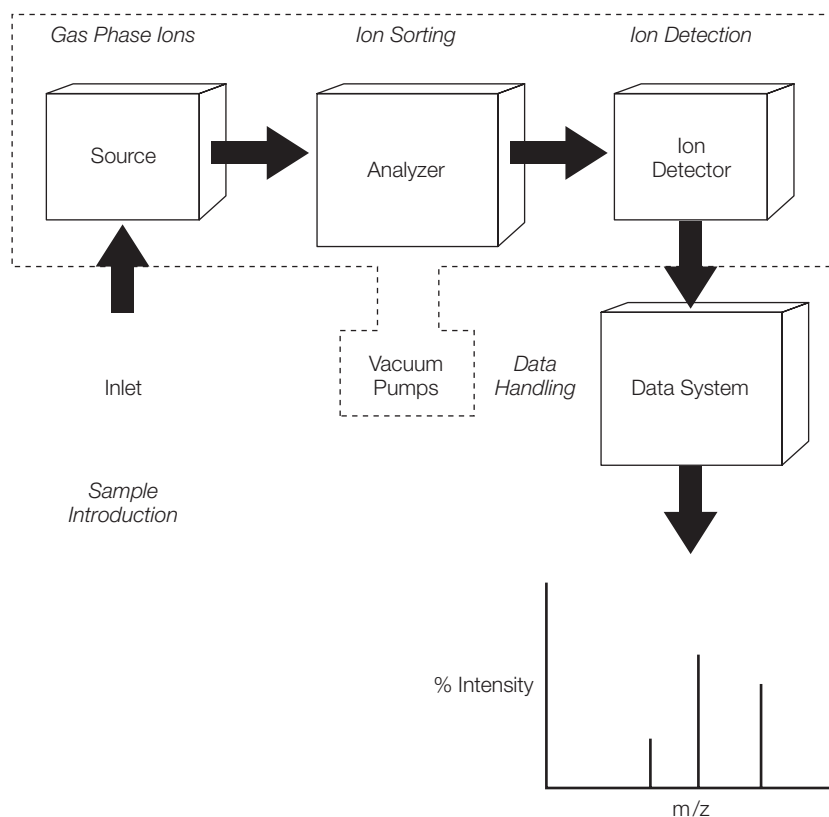 Gas Phase Ions
Ion Sorting
Ion Detection
Source
Analyzer
Ion
Detector
Inlet
Vacuum
Pumps
Data
Handling
Data System
Sample
Introduction
% Intensity
m/z